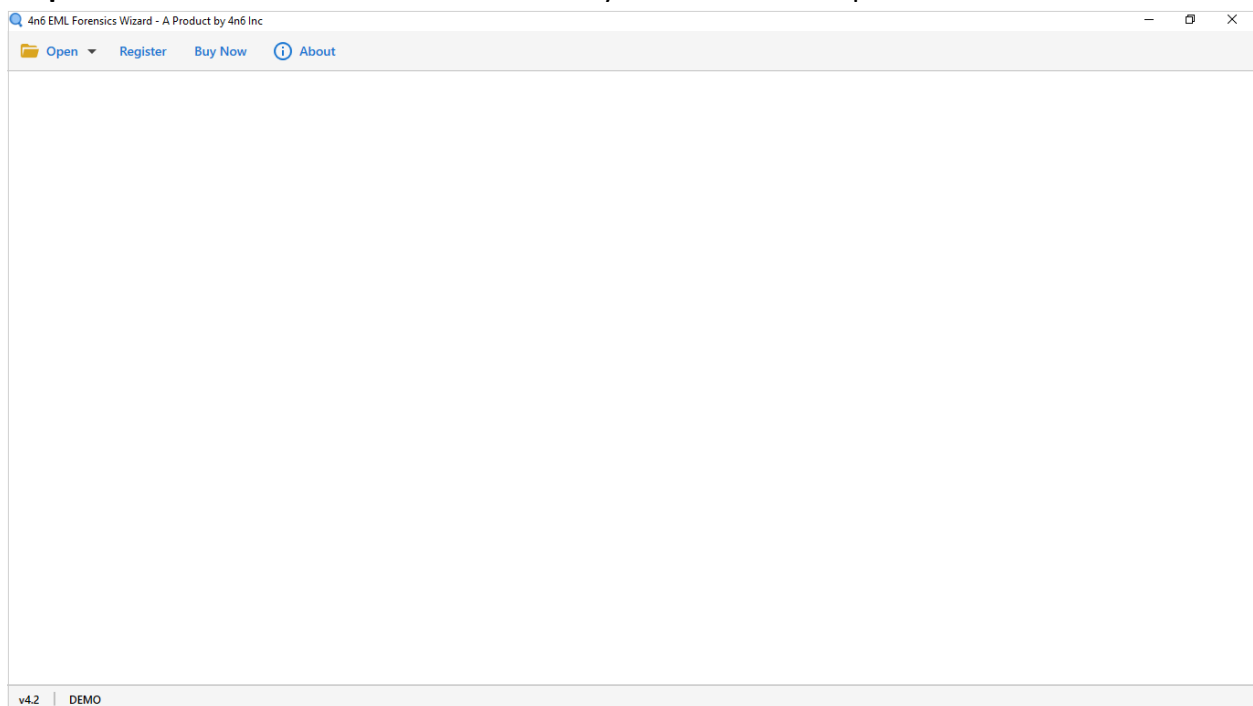 4n6 EML Forensics Wizard - A Product by 4n6 Inc
Open Register Buy Now About
v4.2 DEMO